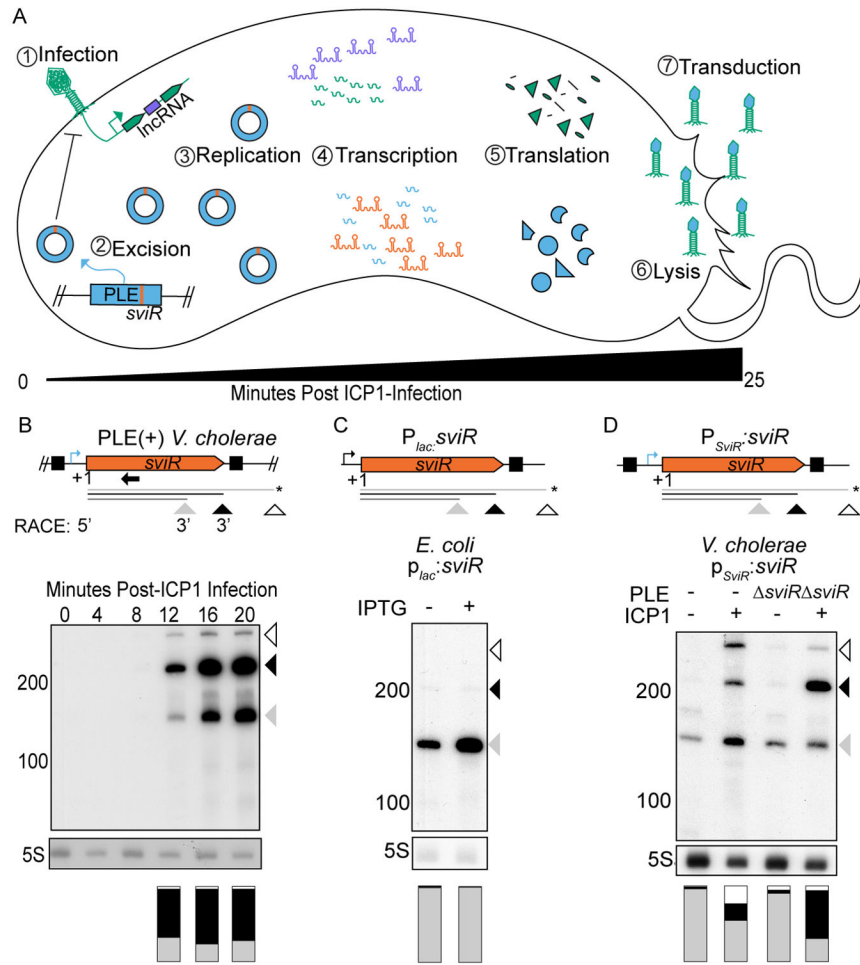 A
①Infection
lncRNA
②Excision
PLE
sviR
③Replication
④Transcription
⑤Translation
⑥Lysis
⑦Transduction
0
Minutes Post ICP1-Infection
25
B
PLE(+) V. cholerae
sviR
+1
*
RACE: 5' 3' 3'
Minutes Post-ICP1 Infection
0 4 8 12 16 20
200
100
5S
C
Plac:sviR
sviR
+1
*
E. coli
plac:sviR
IPTG - +
200
100
5S
D
PSviR:sviR
sviR
+1
*
V. cholerae
pSviR:sviR
PLE - - ΔsviRΔsviR
ICP1 - + - +
200
100
5S